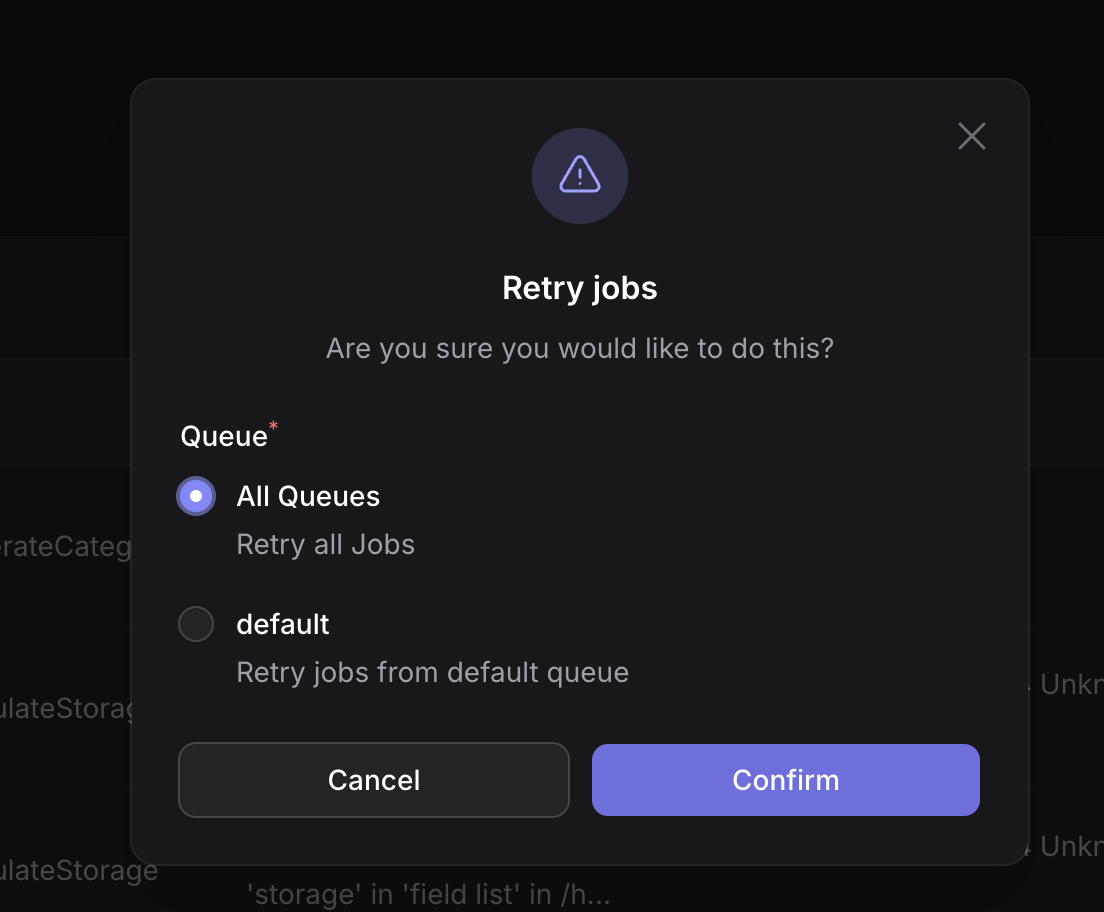 Retry jobs
Are you sure you would like to do this?
Queue*
All Queues
Retry all Jobs
erateCateg
default
Retry jobs from default queue
Unkn
ulateStorag
Cancel
Confirm
Unkn
ulateStorage
'storage' in 'field list' in /h...